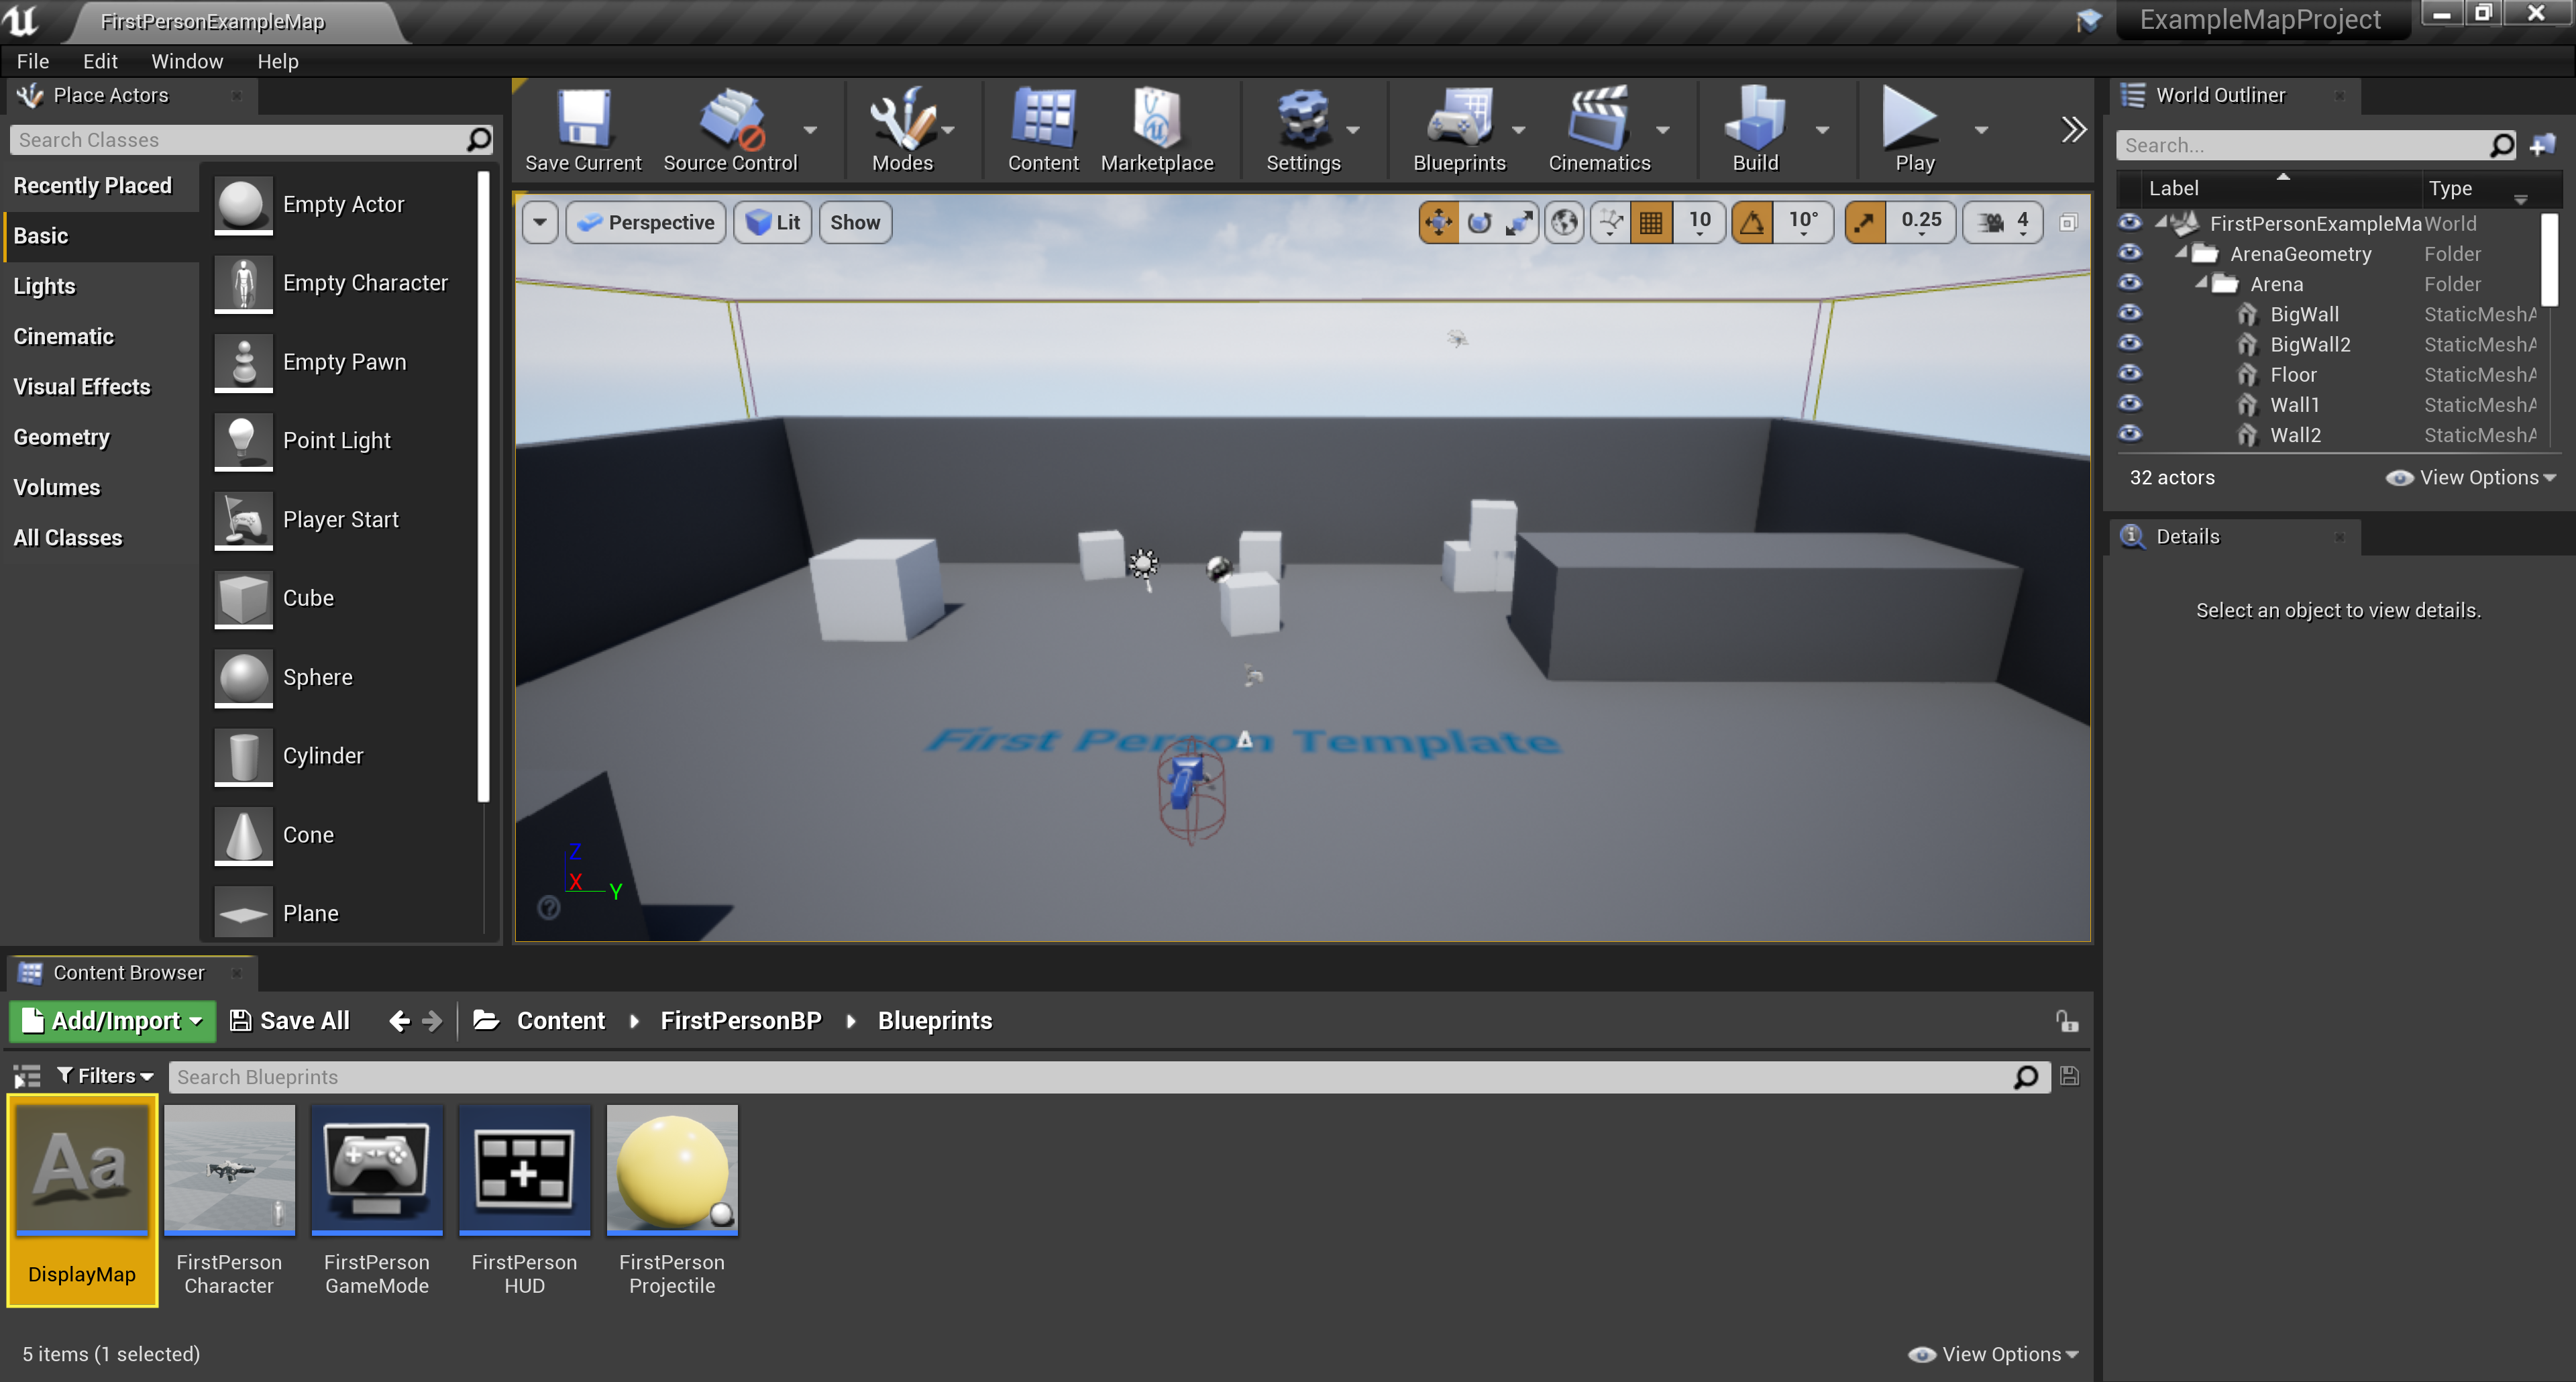 FirstPersonExampleMap
ExampleMapProject
File Edit Window Help
Place Actors
Search Classes
Recently Placed
Basic
Lights
Cinematic
Visual Effects
Geometry
Volumes
All Classes
Empty Actor
Empty Character
Empty Pawn
Point Light
Player Start
Cube
Sphere
Cylinder
Cone
Plane
Save Current Source Control Modes Content Marketplace Settings Blueprints Cinematics Build Play
Perspective Lit Show 10 10° 0.25 4
First Person Template
Z
X
Y
World Outliner
Search...
Label Type
FirstPersonExampleMa World
ArenaGeometry Folder
Arena Folder
BigWall StaticMeshA
BigWall2 StaticMeshA
Floor StaticMeshA
Wall1 StaticMeshA
Wall2 StaticMeshA
32 actors View Options
Details
Select an object to view details.
Content Browser
Add/Import Save All Content FirstPersonBP Blueprints
Filters Search Blueprints
Aa
DisplayMap
FirstPerson
Character
FirstPerson
GameMode
FirstPerson
HUD
FirstPerson
Projectile
5 items (1 selected) View Options